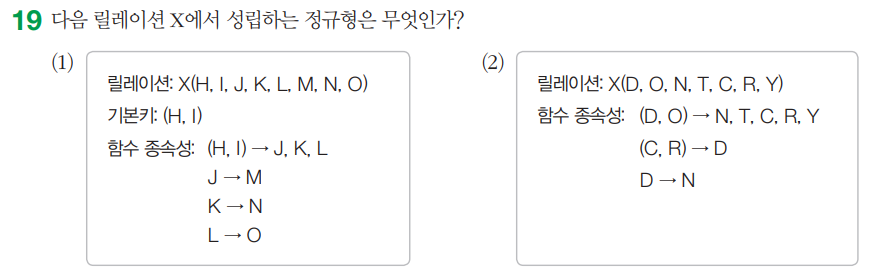 19 다음 릴레이션 X에서 성립하는 정규형은 무엇인가?
(1)
릴레이션: X(H, I, J, K, L, M, N, O)
기본키: (H, I)
함수 종속성: (H, I) → J, K, L
J → M
K → N
L → O
(2)
릴레이션: X(D, O, N, T, C, R, Y)
함수 종속성: (D, O) → N, T, C, R, Y
(C, R) → D
D → N